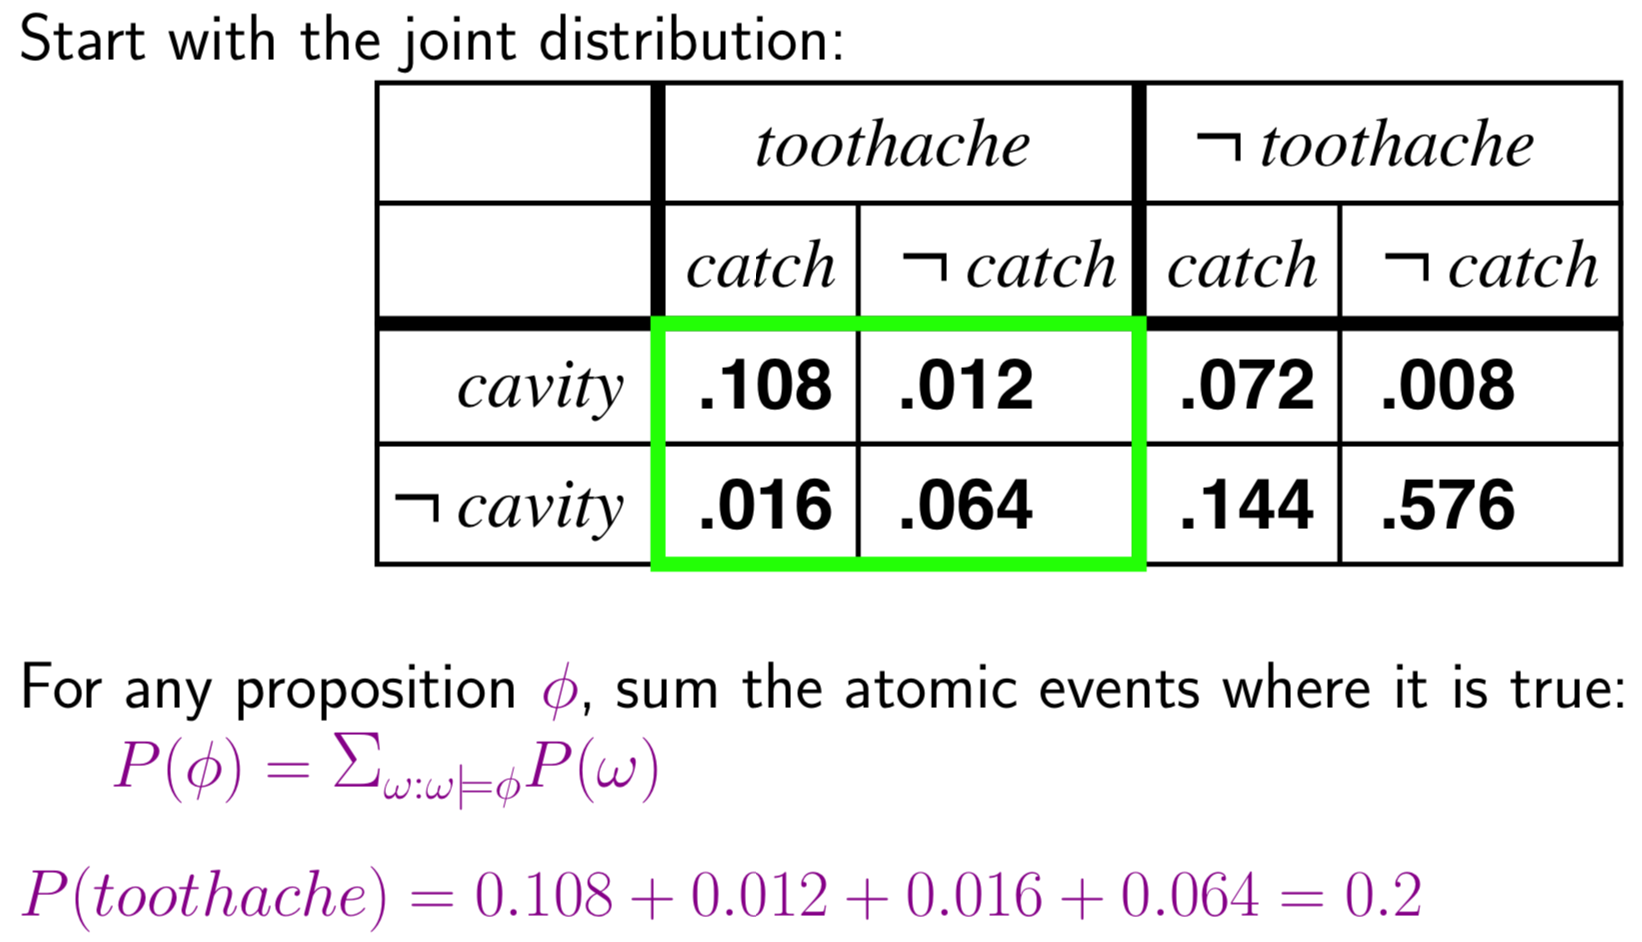 Start with the joint distribution:
toothache ¬ toothache
catch ¬ catch catch ¬ catch
cavity .108 .012 .072 .008
¬ cavity .016 .064 .144 .576
For any proposition ϕ, sum the atomic events where it is true:
P(ϕ) = Σω:ω⊨ϕP(ω)
P(toothache) = 0.108 + 0.012 + 0.016 + 0.064 = 0.2